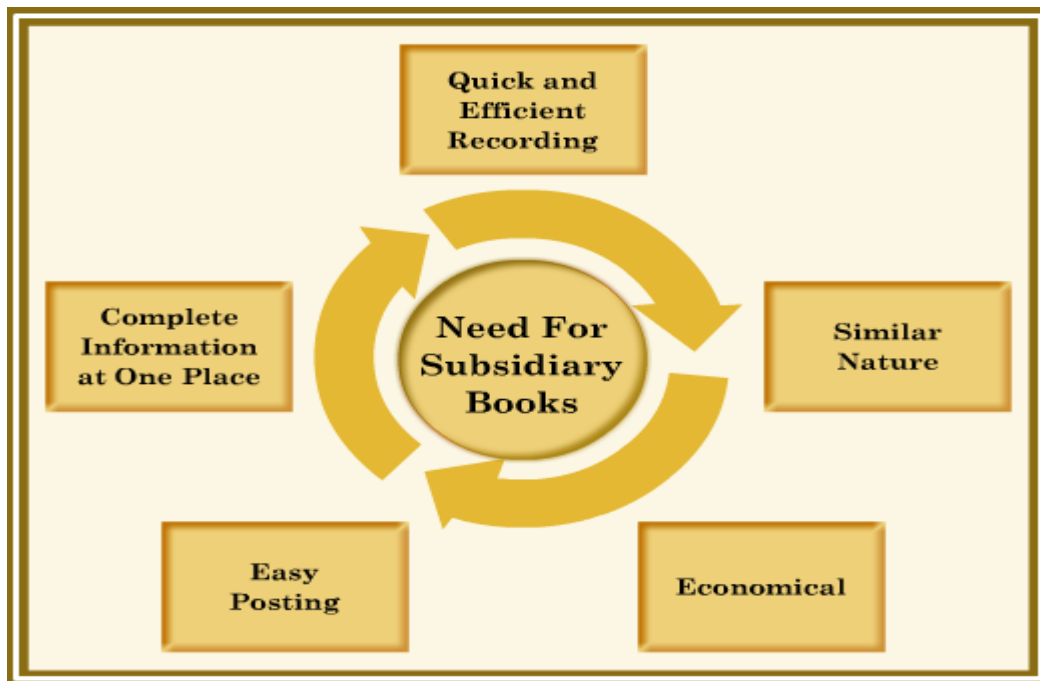 Quick and
Efficient
Recording
Complete
Information
at One Place
Need For
Subsidiary
Books
Similar
Nature
Easy
Posting
Economical